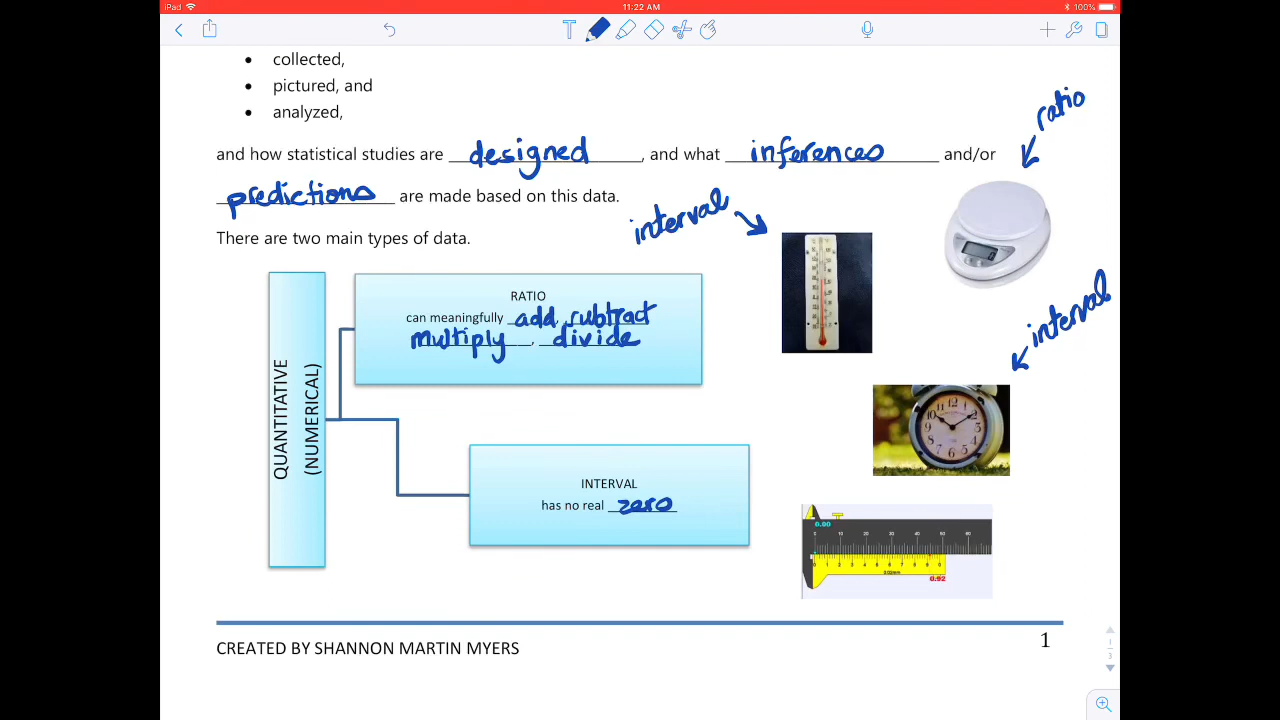 iPad
11:22 AM
100%
T
• collected,
• pictured, and
• analyzed,
and how statistical studies are designed, and what inferences and/or
predictions are made based on this data.
There are two main types of data.
ratio
interval
interval
QUANTITATIVE
(NUMERICAL)
RATIO
can meaningfully add, subtract
multiply, divide
INTERVAL
has no real zero
CREATED BY SHANNON MARTIN MYERS
1
1
3